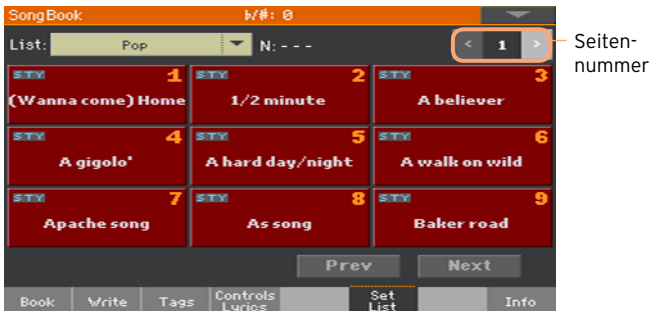 SongBook b/#: 0
List: Pop N: - - -
< 1 >
Seiten-
nummer
STY 1 STY 2 STY 3
(Wanna come) Home 1/2 minute A believer
STY 4 STY 5 STY 6
A gigolo' A hard day/night A walk on wild
STY 7 STY 8 STY 9
Apache song As song Baker road
Prev Next
Book Write Tags Controls Lyrics Set List Info